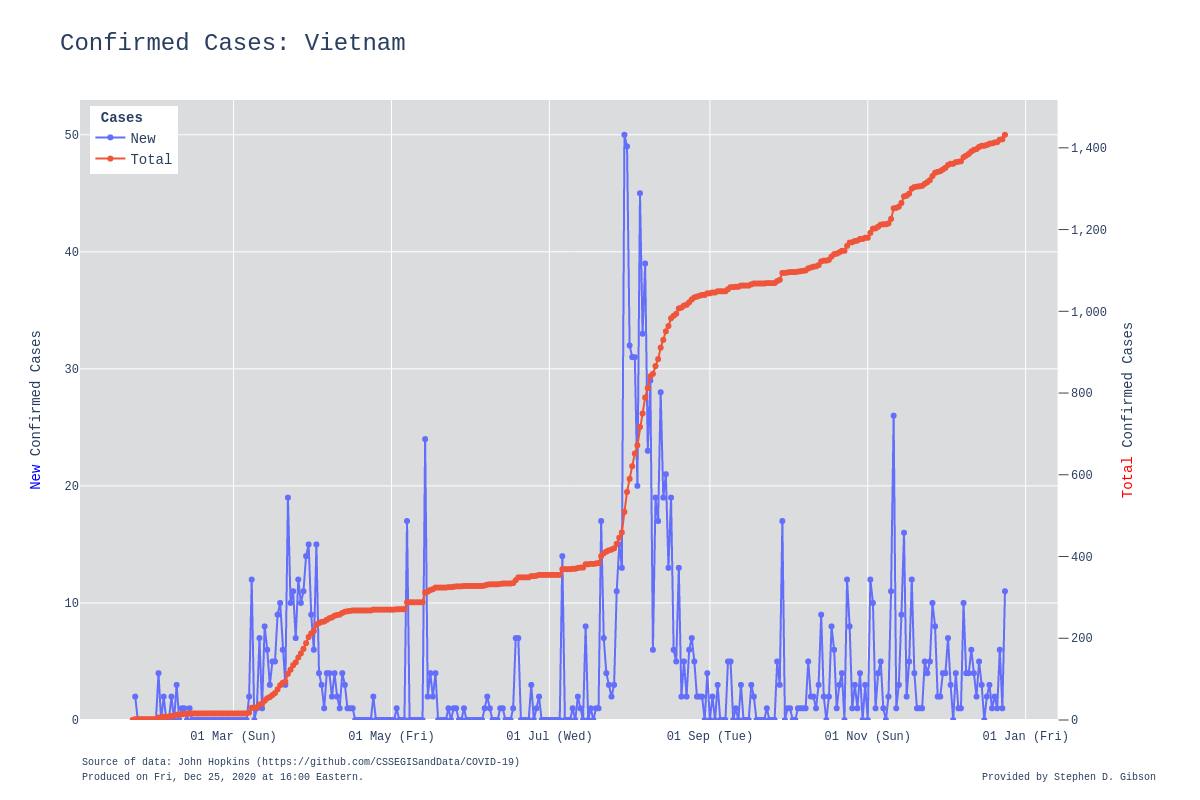 Confirmed Cases: Vietnam
Cases
New
Total
50
40
30
20
10
0
1,400
1,200
1,000
800
600
400
200
0
New Confirmed Cases
Total Confirmed Cases
01 Mar (Sun)
01 May (Fri)
01 Jul (Wed)
01 Sep (Tue)
01 Nov (Sun)
01 Jan (Fri)
Source of data: John Hopkins (https://github.com/CSSEGISandData/COVID-19)
Produced on Fri, Dec 25, 2020 at 16:00 Eastern.
Provided by Stephen D. Gibson